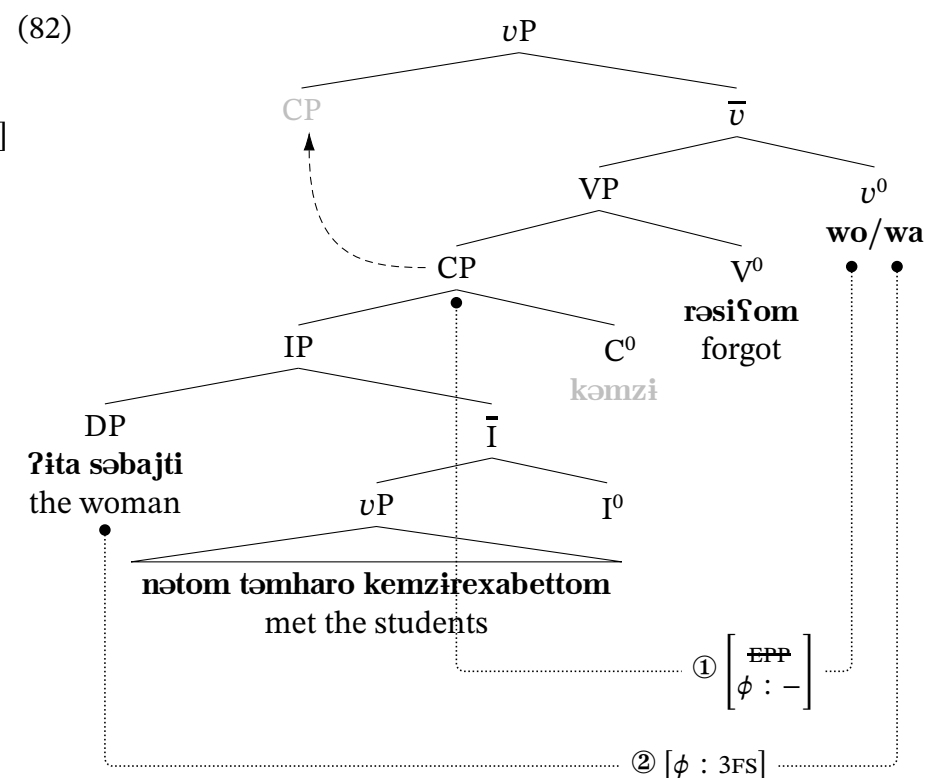 (82)
vP
CP
v̅
]
VP
v⁰
wo/wa
CP
V⁰
rəsiʕom
forgot
IP
C⁰
kəmzɨ
DP
I̅
ʔɨta səbajti
the woman
vP
I⁰
nətom təmharo kemzɨrexabettom
met the students
① [EPP
ϕ : −]
② [ϕ : 3FS]